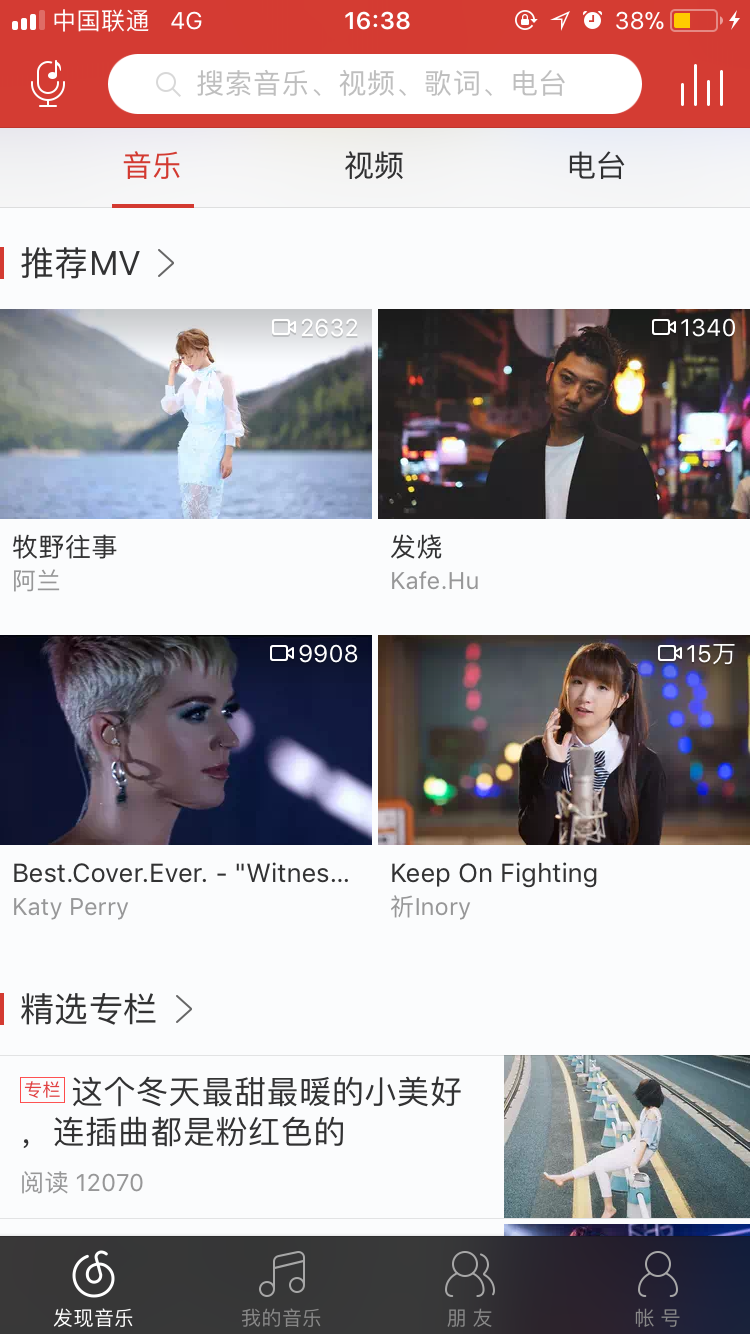 中国联通 4G 16:38 38%
搜索音乐、视频、歌词、电台
音乐 视频 电台
推荐MV
2632 1340
牧野往事 发烧
阿兰 Kafe.Hu
9908 15万
Best.Cover.Ever. - "Witnes... Keep On Fighting
Katy Perry 祈Inory
精选专栏
专栏 这个冬天最甜最暖的小美好
，连插曲都是粉红色的
阅读 12070
发现音乐 我的音乐 朋友 帐号